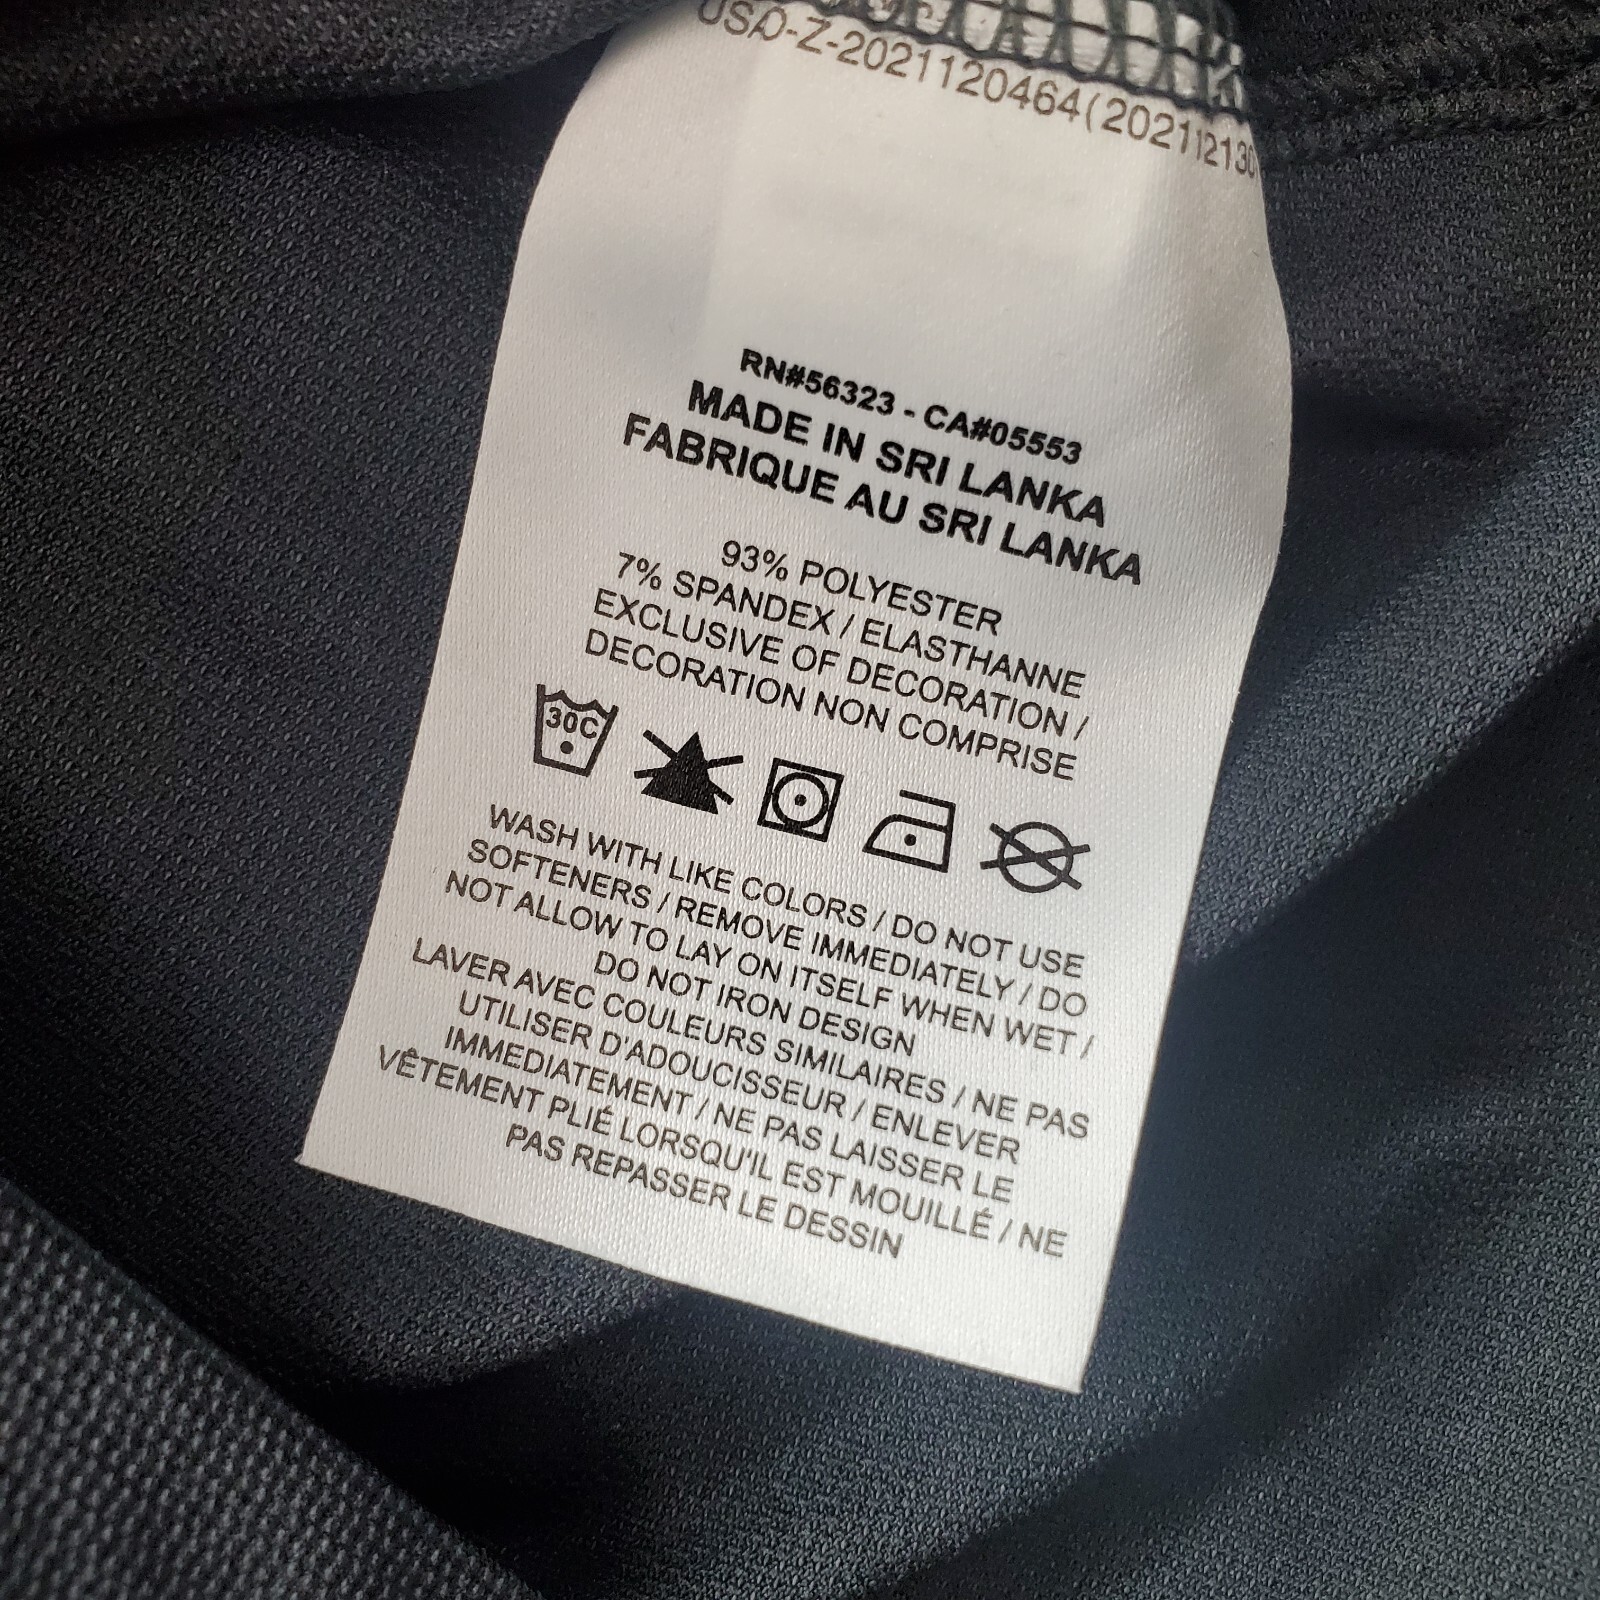 USO-Z-2021120464(20211213
RN#56323 - CA#05553
MADE IN SRI LANKA
FABRIQUE AU SRI LANKA
93% POLYESTER
7% SPANDEX / ELASTHANNE
EXCLUSIVE OF DECORATION /
DECORATION NON COMPRISE
30C
WASH WITH LIKE COLORS / DO NOT USE
SOFTENERS / REMOVE IMMEDIATELY / DO
NOT ALLOW TO LAY ON ITSELF WHEN WET /
DO NOT IRON DESIGN
LAVER AVEC COULEURS SIMILAIRES / NE PAS
UTILISER D'ADOUCISSEUR / ENLEVER
IMMEDIATEMENT / NE PAS LAISSER LE
VÊTEMENT PLIÉ LORSQU'IL EST MOUILLÉ / NE
PAS REPASSER LE DESSIN